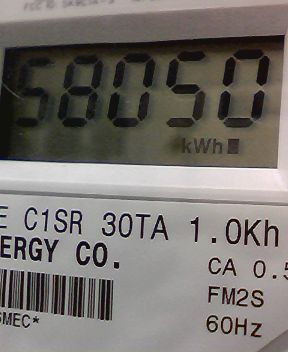 58050
kWh
E C1SR 30TA 1.0Kh
ERGY CO.
CA 0.5
FM2S
60Hz
SMEC*